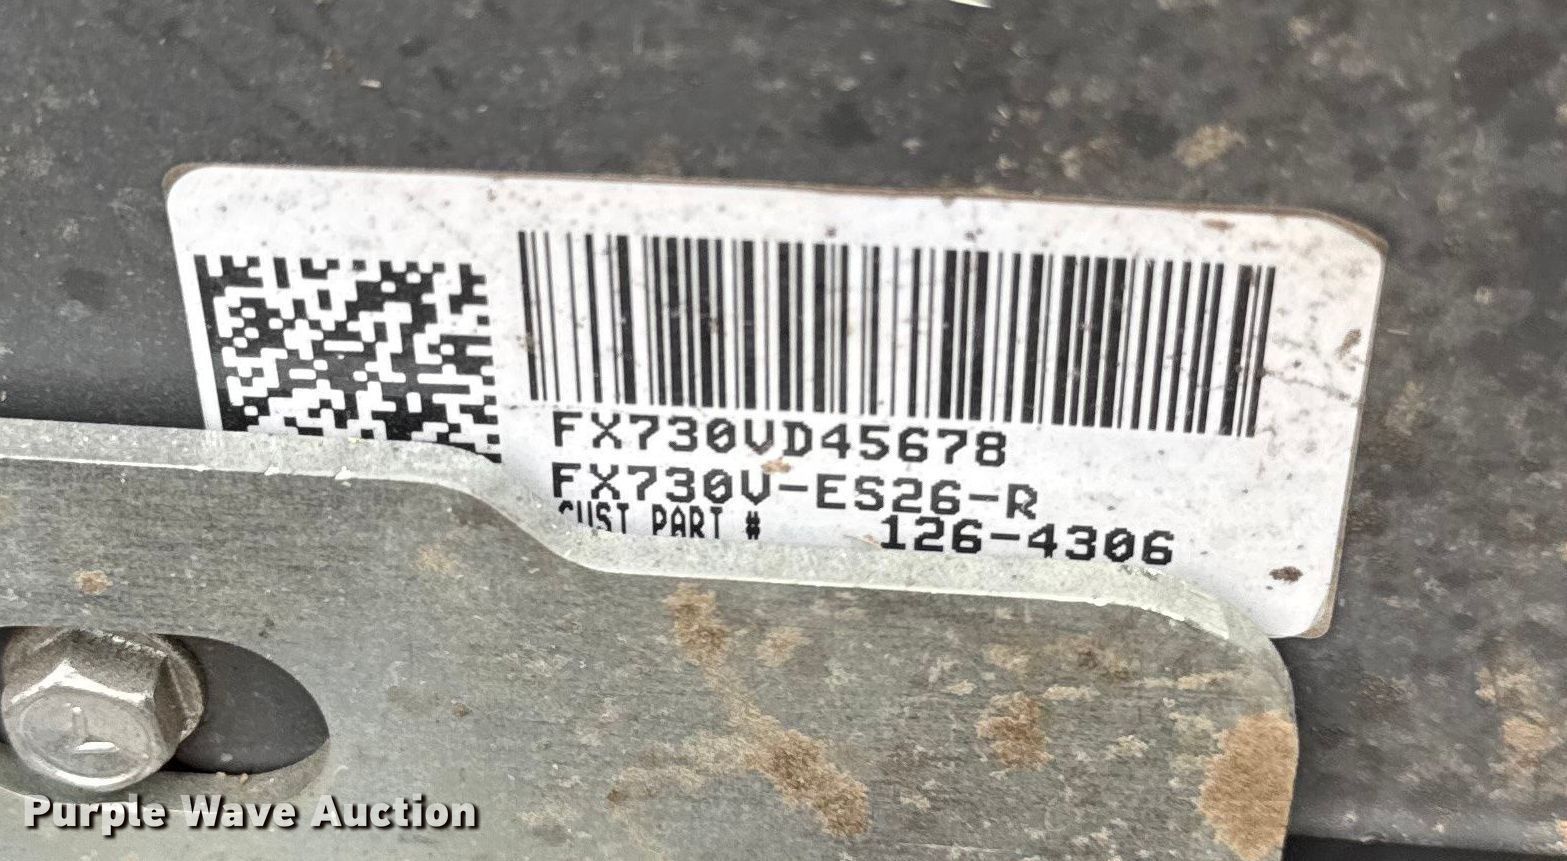 FX730VD45678
FX730V-ES26-R
CUST PART # 126-4306
Purple Wave Auction